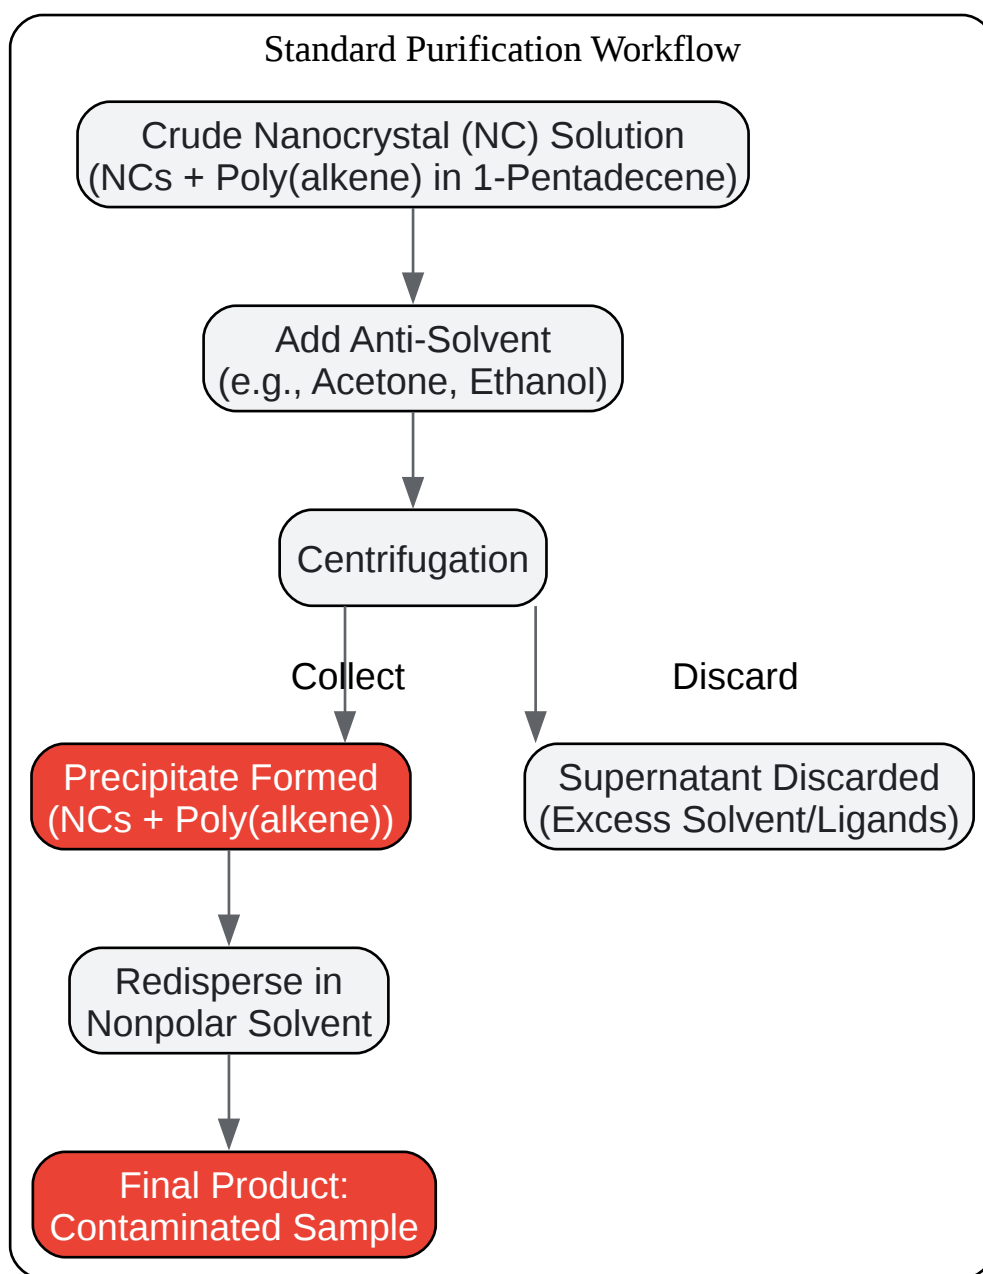 Standard Purification Workflow
Crude Nanocrystal (NC) Solution
(NCs + Poly(alkene) in 1-Pentadecene)
Add Anti-Solvent
(e.g., Acetone, Ethanol)
Centrifugation
Collect
Discard
Precipitate Formed
(NCs + Poly(alkene))
Supernatant Discarded
(Excess Solvent/Ligands)
Redisperse in
Nonpolar Solvent
Final Product:
Contaminated Sample